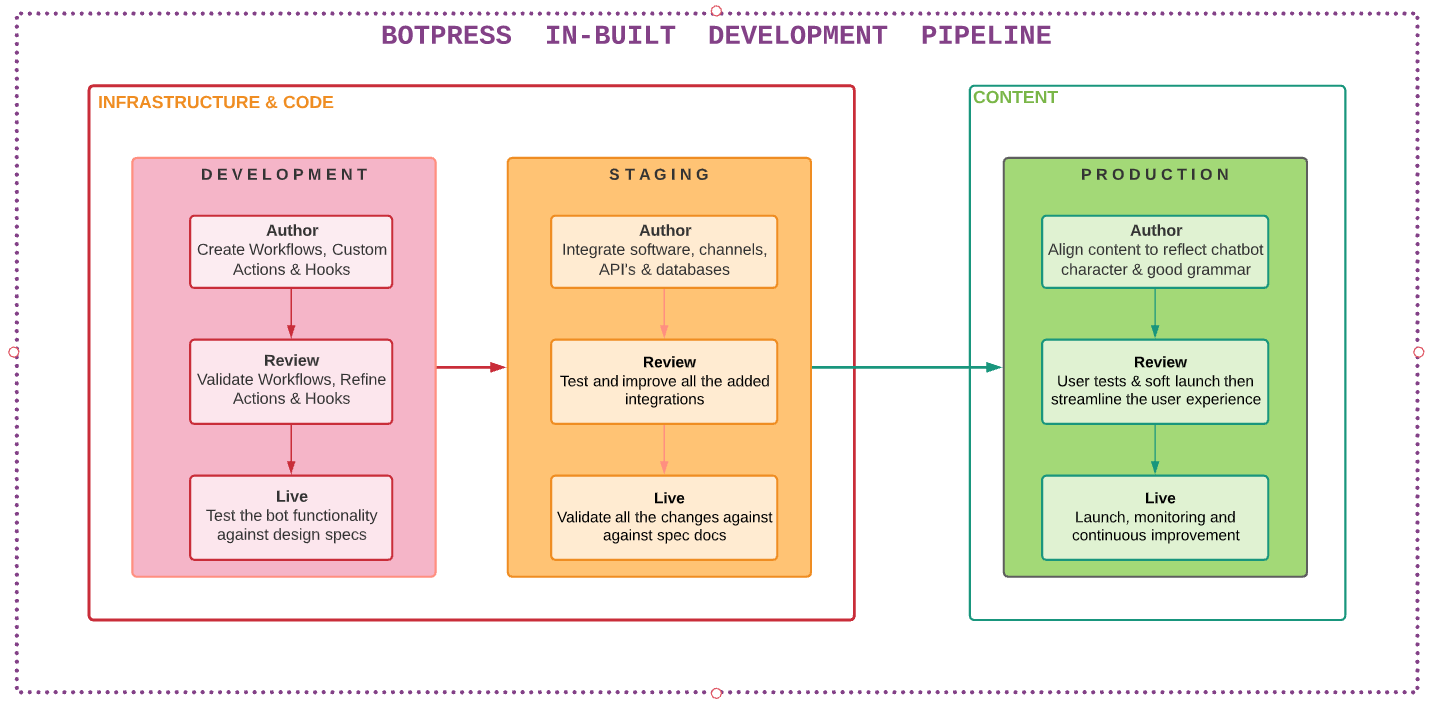 BOTPRESS IN-BUILT DEVELOPMENT PIPELINE
INFRASTRUCTURE & CODE
DEVELOPMENT
Author
Create Workflows, Custom
Actions & Hooks
Review
Validate Workflows, Refine
Actions & Hooks
Live
Test the bot functionality
against design specs
STAGING
Author
Integrate software, channels,
API's & databases
Review
Test and improve all the added
integrations
Live
Validate all the changes against
against spec docs
CONTENT
PRODUCTION
Author
Align content to reflect chatbot
character & good grammar
Review
User tests & soft launch then
streamline the user experience
Live
Launch, monitoring and
continuous improvement